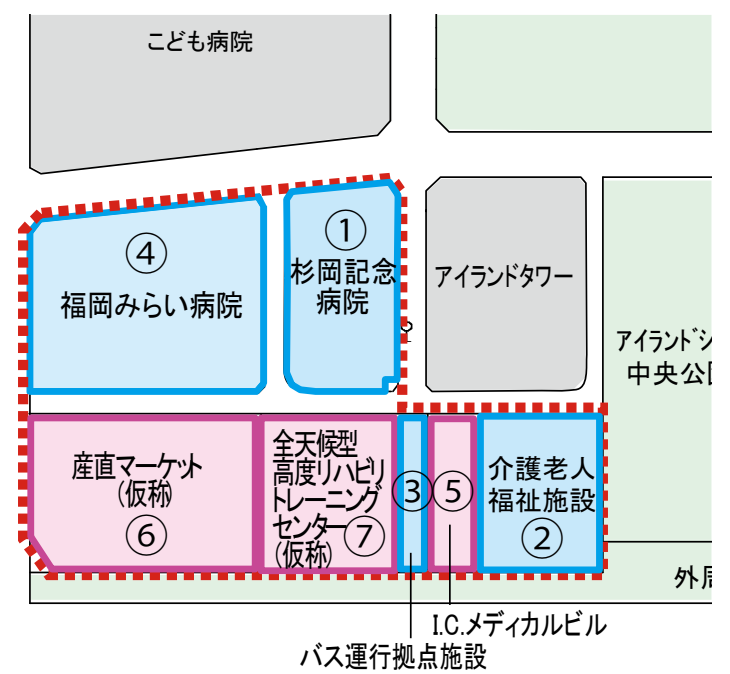 こども病院
④
福岡みらい病院
①
杉岡記念
病院
アイランドタワー
アイランドシ
中央公
産直マーケット
(仮称)
⑥
全天候型
高度リハビリ
トレーニング
センター
(仮称)
⑦
③
⑤
介護老人
福祉施設
②
外周
I.C.メディカルビル
バス運行拠点施設